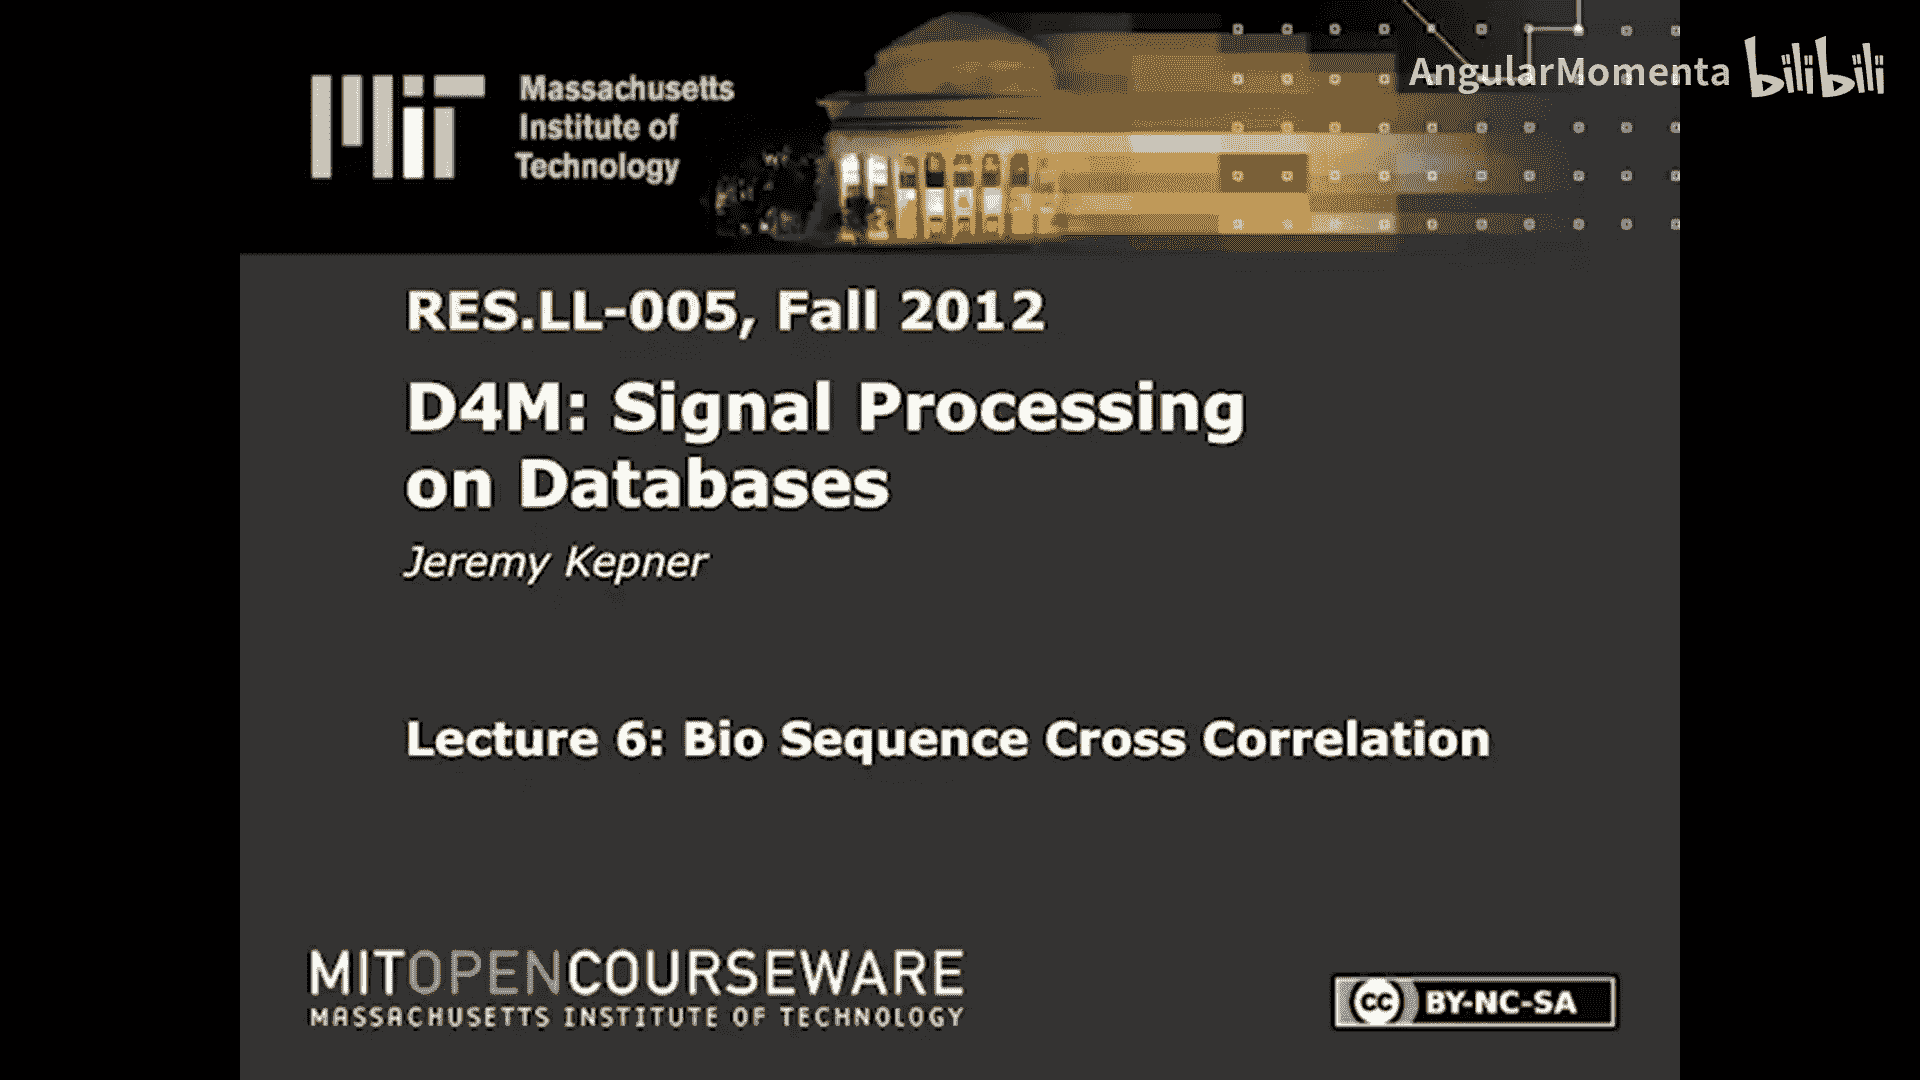 Massachusetts
Institute of
Technology
AngularMomenta bilibili
RES.LL-005, Fall 2012
D4M: Signal Processing
on Databases
Jeremy Kepner
Lecture 6: Bio Sequence Cross Correlation
MITOPENCOURSEWARE
MASSACHUSETTS INSTITUTE OF TECHNOLOGY
cc BY-NC-SA